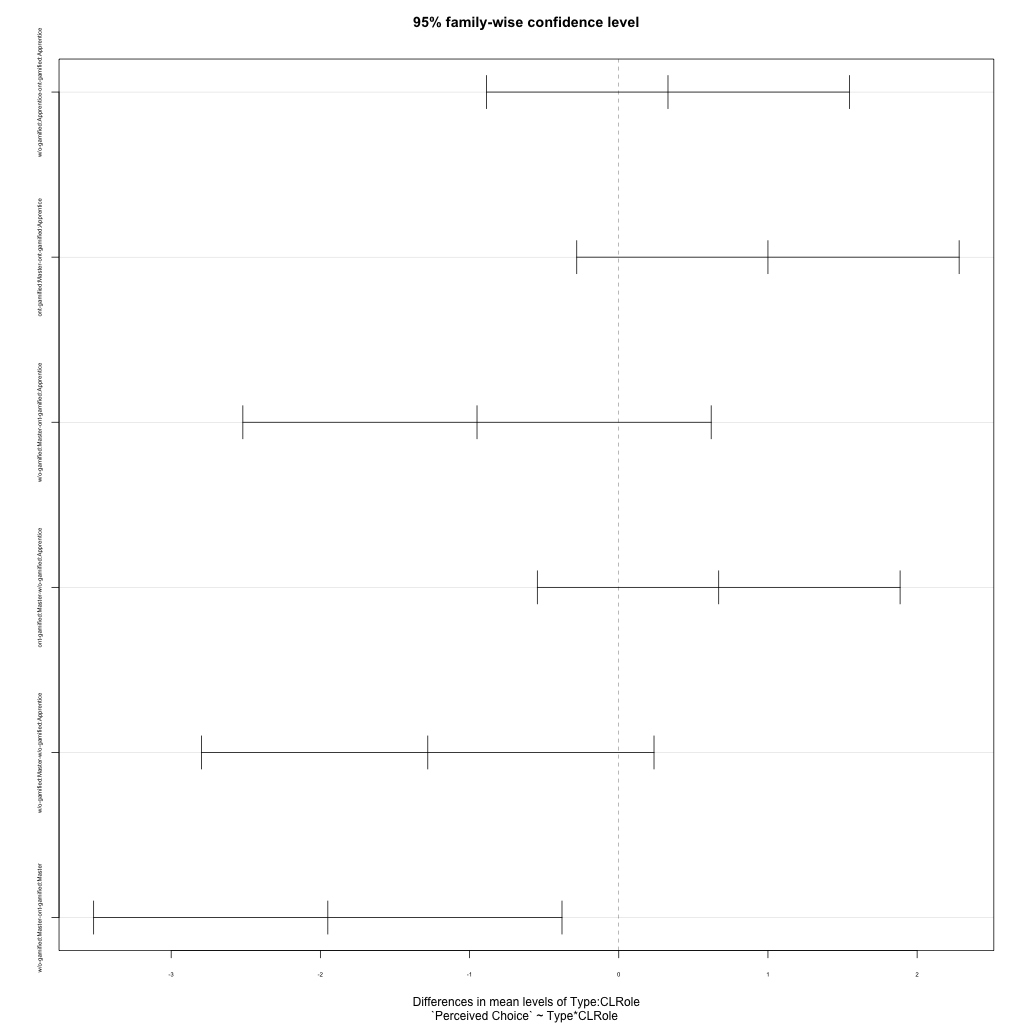 95% family-wise confidence level
w/o-gamified:Apprentice-ont-gamified:Apprentice
ont-gamified:Master-ont-gamified:Apprentice
w/o-gamified:Master-ont-gamified:Apprentice
ont-gamified:Master-w/o-gamified:Apprentice
w/o-gamified:Master-w/o-gamified:Apprentice
w/o-gamified:Master-ont-gamified:Master
-3 -2 -1 0 1 2
Differences in mean levels of Type:CLRole
`Perceived Choice` ~ Type*CLRole